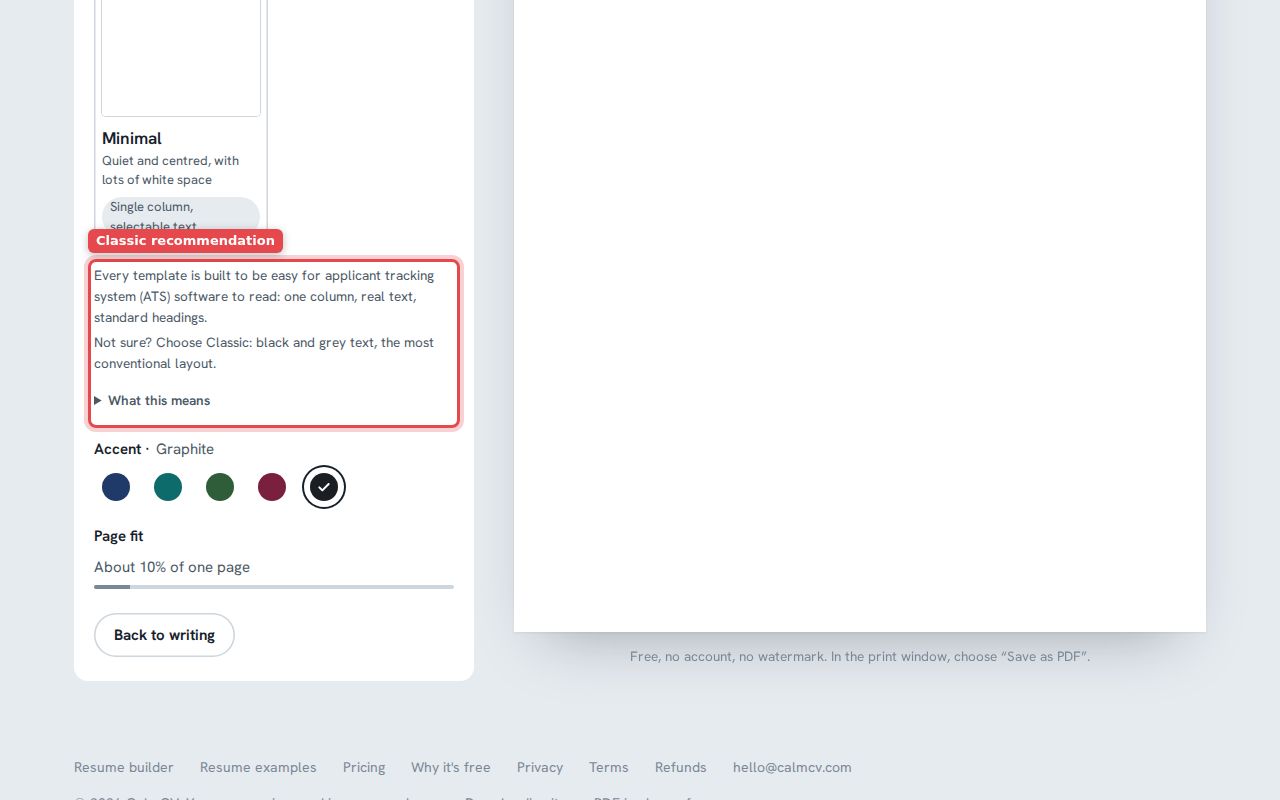 Minimal
Quiet and centred, with
lots of white space
Single column,
selectable text
Classic recommendation
Every template is built to be easy for applicant tracking
system (ATS) software to read: one column, real text,
standard headings.
Not sure? Choose Classic: black and grey text, the most
conventional layout.
What this means
Accent · Graphite
Page fit
About 10% of one page
Back to writing
Free, no account, no watermark. In the print window, choose “Save as PDF”.
Resume builder Resume examples Pricing Why it's free Privacy Terms Refunds hello@calmcv.com